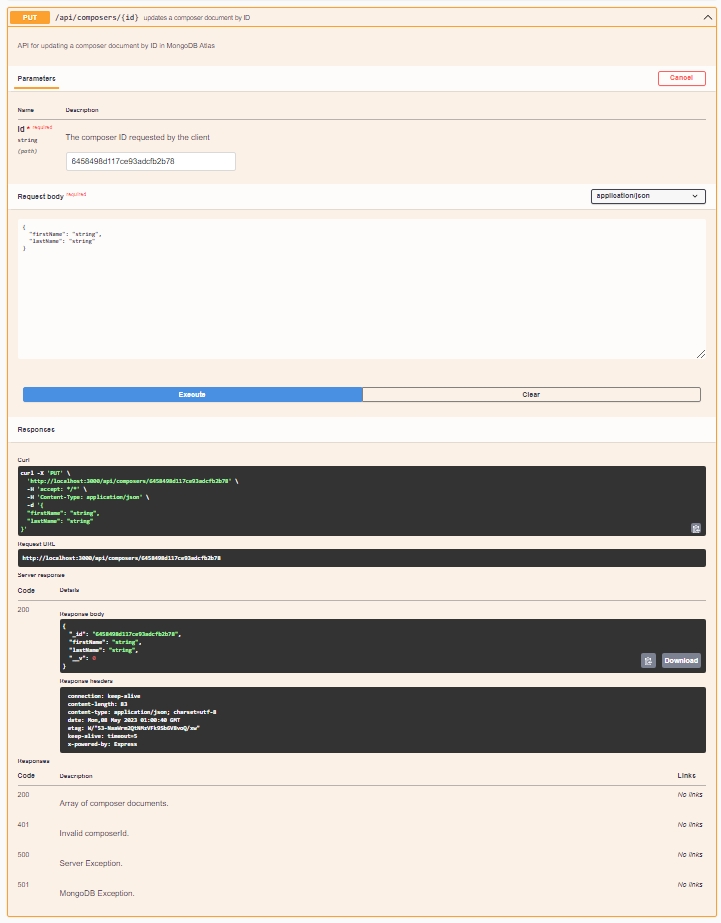 PUT /api/composers/{id} updates a composer document by ID
API for updating a composer document by ID in MongoDB Atlas
Parameters Cancel
Name Description
id * required The composer ID requested by the client
string
(path)
6458498d117ce93adcfb2b78
Request body required application/json
{
"firstName": "string",
"lastName": "string"
}
Execute Clear
Responses
Curl
curl -X 'PUT' \
'http://localhost:3000/api/composers/6458498d117ce93adcfb2b78' \
-H 'accept: */*' \
-H 'Content-Type: application/json' \
-d '{
"firstName": "string",
"lastName": "string"
}'
Request URL
http://localhost:3000/api/composers/6458498d117ce93adcfb2b78
Server response
Code Details
200
Response body
{
"_id": "6458498d117ce93adcfb2b78",
"firstName": "string",
"lastName": "string",
"__v": 0
}
Download
Response headers
connection: keep-alive
content-length: 83
content-type: application/json; charset=utf-8
date: Mon,08 May 2023 01:00:40 GMT
etag:
keep-alive: timeout=5
x-powered-by: Express
Responses
Code Description Links
200 Array of composer documents. No links
401 Invalid composerId. No links
500 Server Exception. No links
501 MongoDB Exception. No links